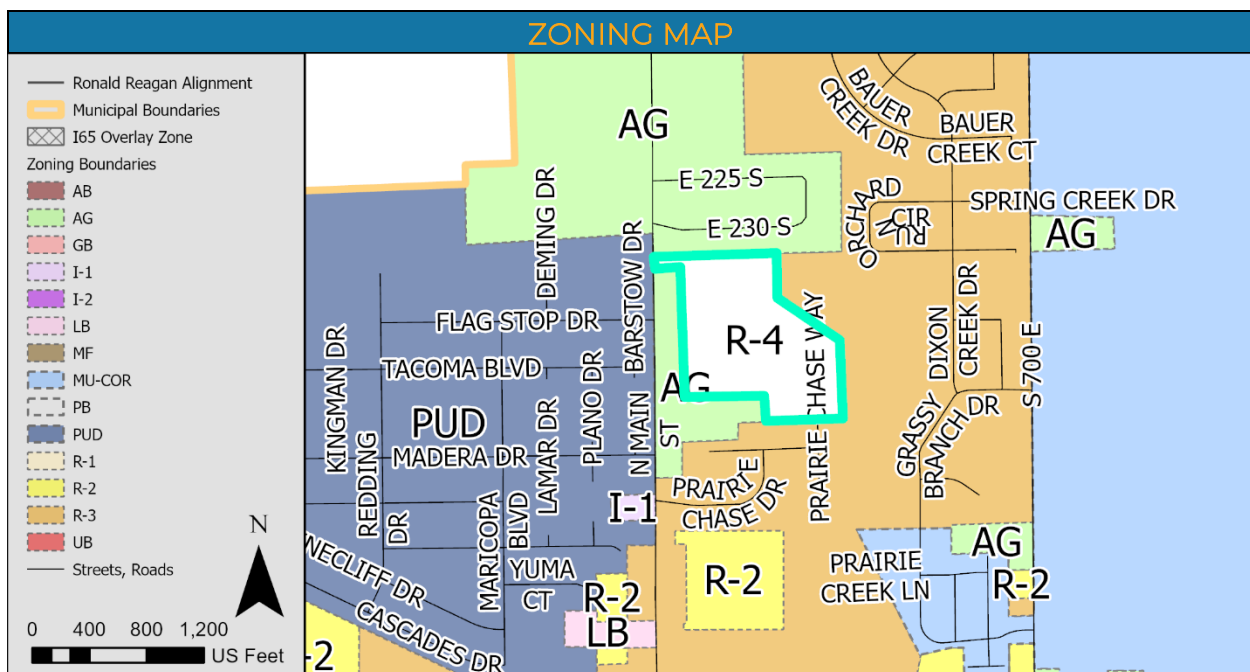 ZONING MAP
Ronald Reagan Alignment
Municipal Boundaries
I65 Overlay Zone
Zoning Boundaries
AB
AG
GB
I-1
I-2
LB
MF
MU-COR
PB
PUD
R-1
R-2
R-3
UB
Streets, Roads
N
0 400 800 1,200
US Feet
AG
BAUER
CREEK DR
BAUER
CREEK CT
E 225 S
E 230 S
ORCHARD
CIR
RUN
SPRING CREEK DR
AG
DEMING DR
BARSTOW DR
FLAG STOP DR
TACOMA BLVD
KINGMAN DR
PUD
REDDING
DR
MADERA DR
LAMAR DR
PLANO DR
N MAIN
ST
AG
R-4
PRAIRIE CHASE WAY
DIXON
CREEK DR
S 700 E
GRASSY
BRANCH DR
PRAIRIE
CHASE DR
I-1
MARICOPA
BLVD
YUMA
CT
NECLIFF DR
CASCADES DR
R-2
LB
R-2
PRAIRIE
CREEK LN
AG
R-2
-2